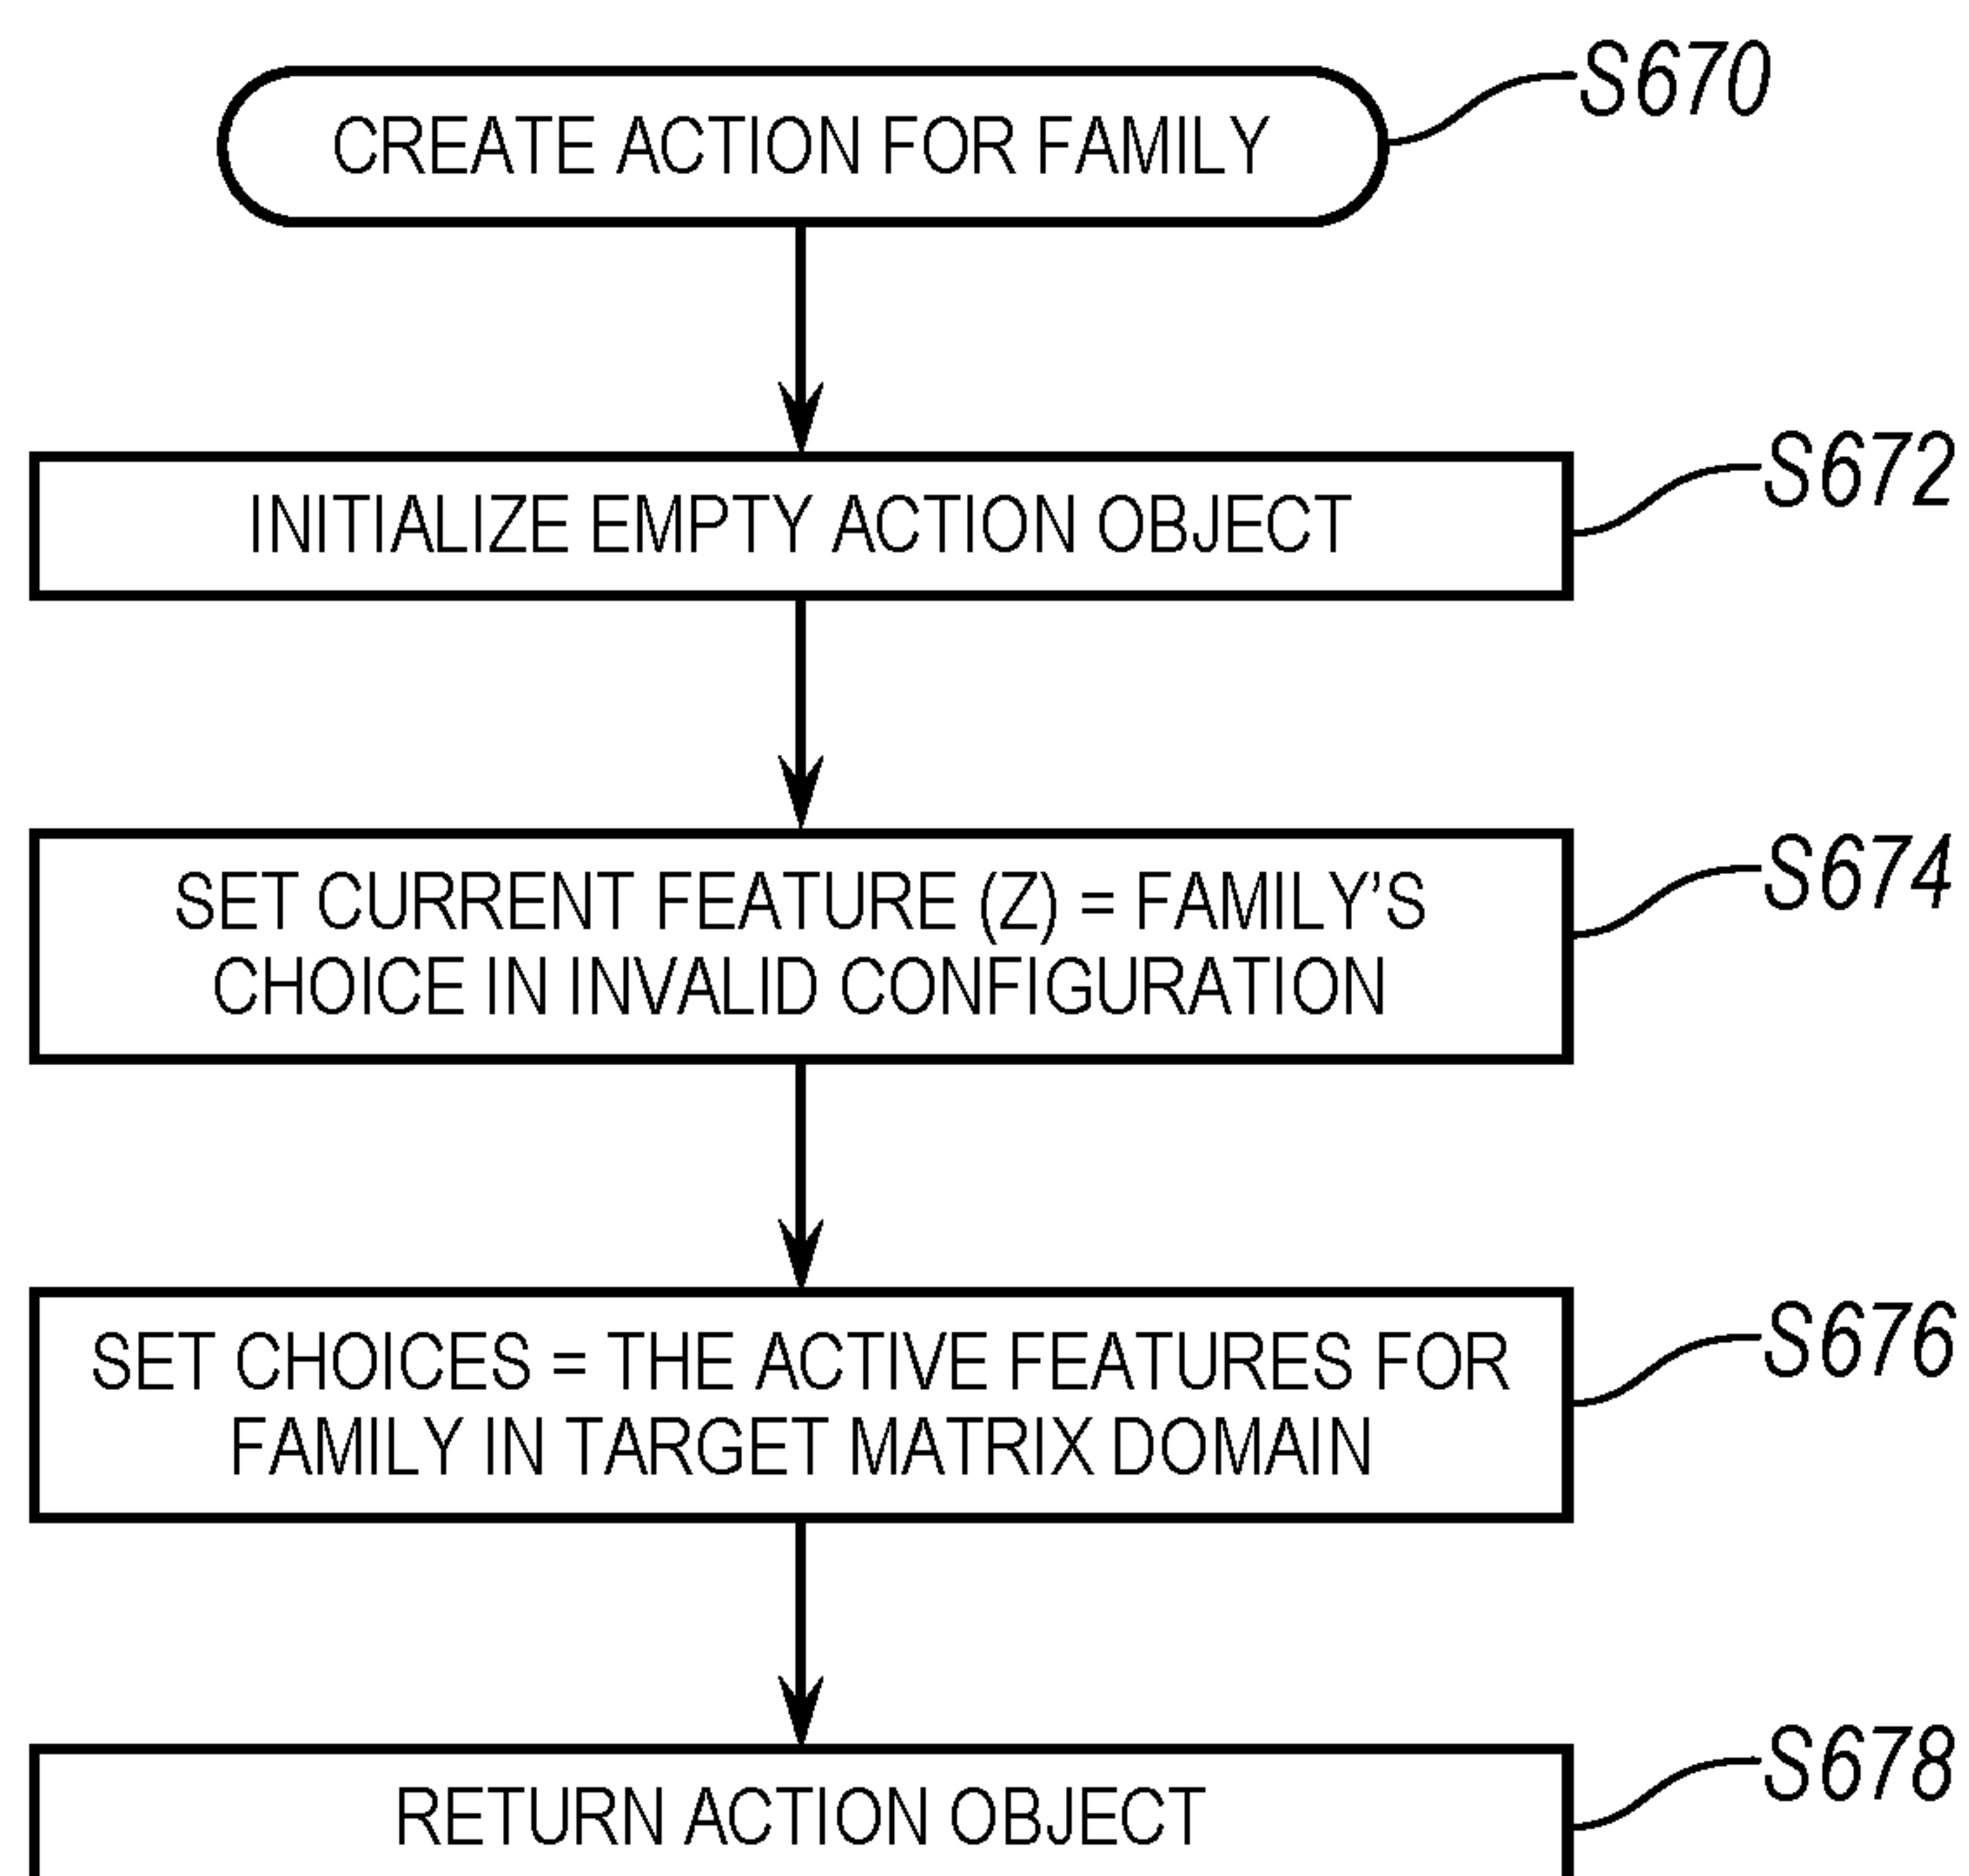 CREATE ACTION FOR FAMILY
S670
INITIALIZE EMPTY ACTION OBJECT
S672
SET CURRENT FEATURE (Z) = FAMILY'S
CHOICE IN INVALID CONFIGURATION
S674
SET CHOICES = THE ACTIVE FEATURES FOR
FAMILY IN TARGET MATRIX DOMAIN
S676
RETURN ACTION OBJECT
S678